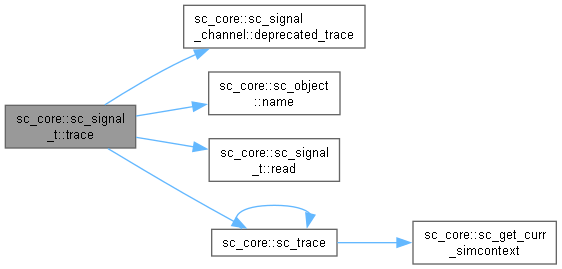 sc_core::sc_signal
_t::trace
sc_core::sc_signal
_channel::deprecated_trace
sc_core::sc_object
::name
sc_core::sc_signal
_t::read
sc_core::sc_trace
sc_core::sc_get_curr
_simcontext